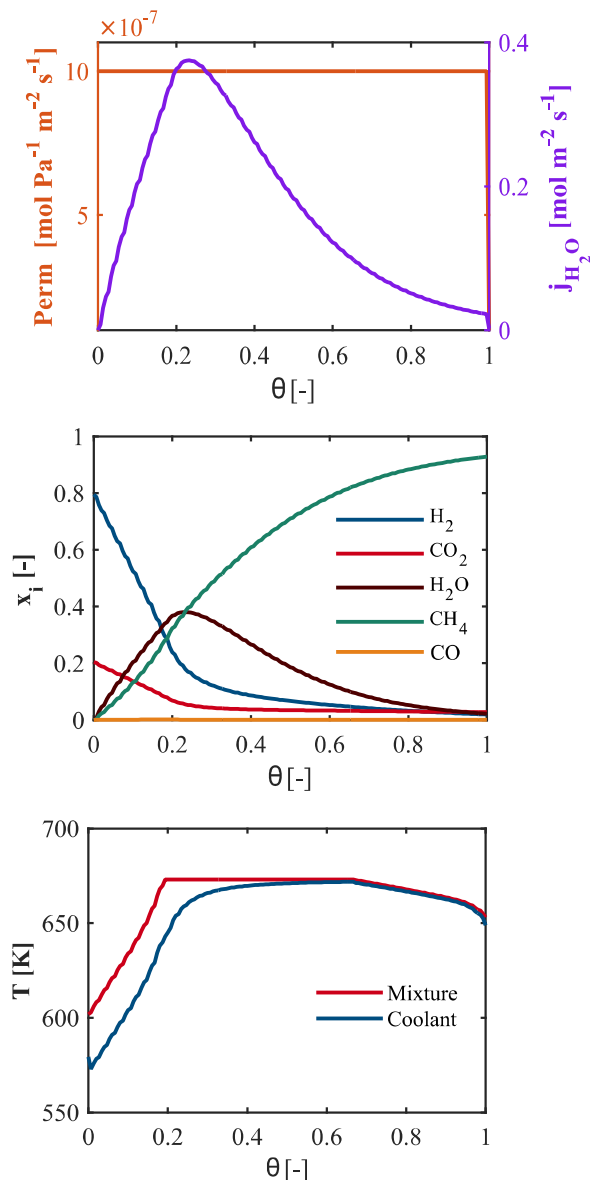 ×10⁻⁷
10
5
Perm [mol Pa⁻¹ m⁻² s⁻¹]
0.4
0.2
0
j_H₂O [mol m⁻² s⁻¹]
0 0.2 0.4 0.6 0.8 1
θ [-]
1
0.8
0.6
0.4
0.2
0
x_i [-]
H₂
CO₂
H₂O
CH₄
CO
0 0.2 0.4 0.6 0.8 1
θ [-]
700
650
600
550
T [K]
Mixture
Coolant
0 0.2 0.4 0.6 0.8 1
θ [-]